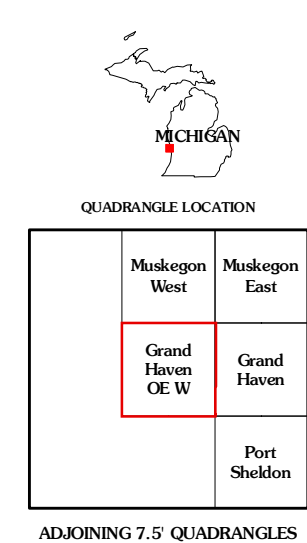 MICHIGAN
QUADRANGLE LOCATION
Muskegon
West
Muskegon
East
Grand
Haven
OE W
Grand
Haven
Port
Sheldon
ADJOINING 7.5' QUADRANGLES